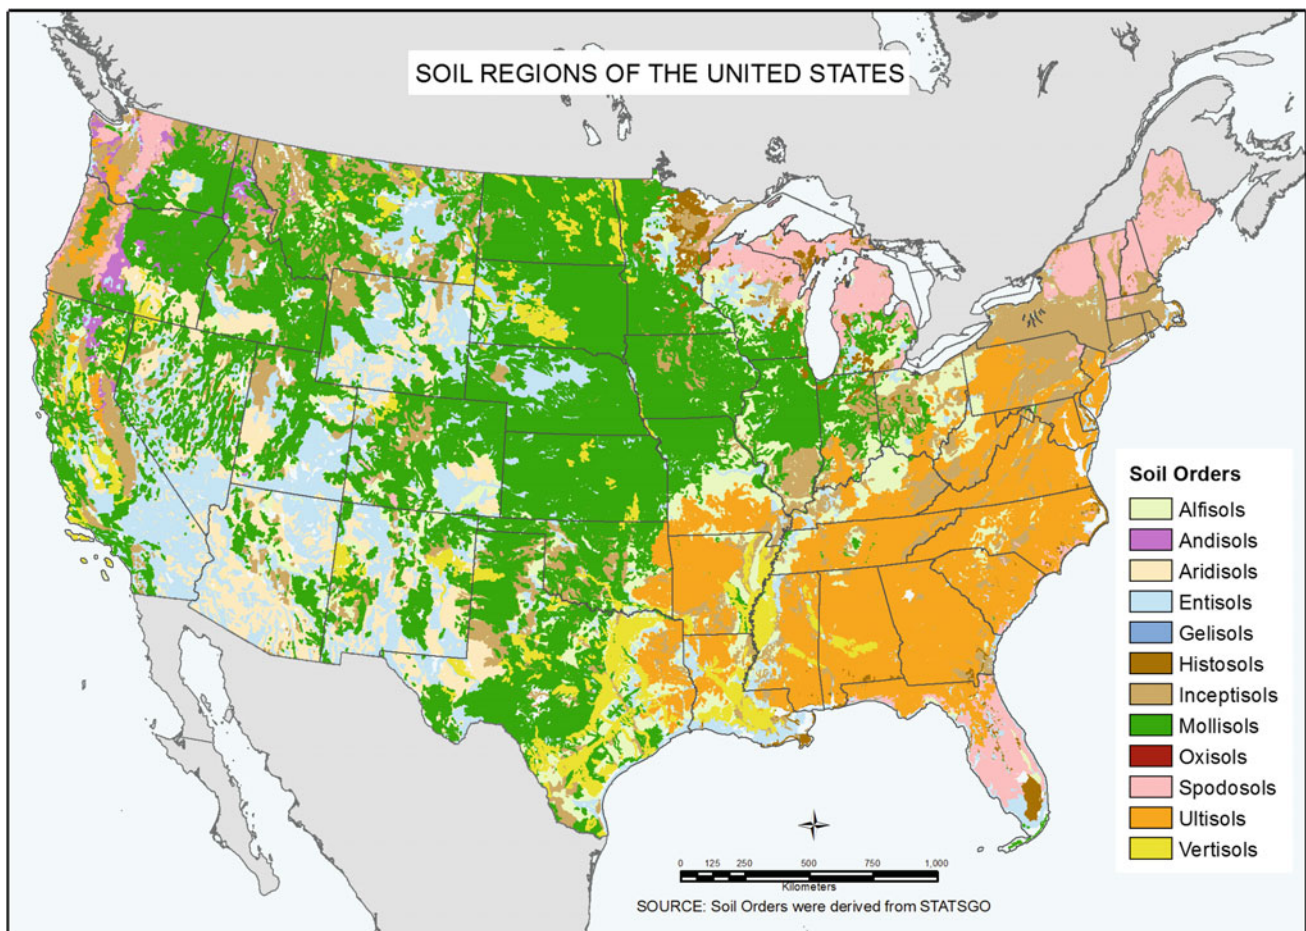 SOIL REGIONS OF THE UNITED STATES
Soil Orders
Alfisols
Andisols
Aridisols
Entisols
Gelisols
Histosols
Inceptisols
Mollisols
Oxisols
Spodosols
Ultisols
Vertisols
0 125 250 500 750 1,000
Kilometers
SOURCE: Soil Orders were derived from STATSGO